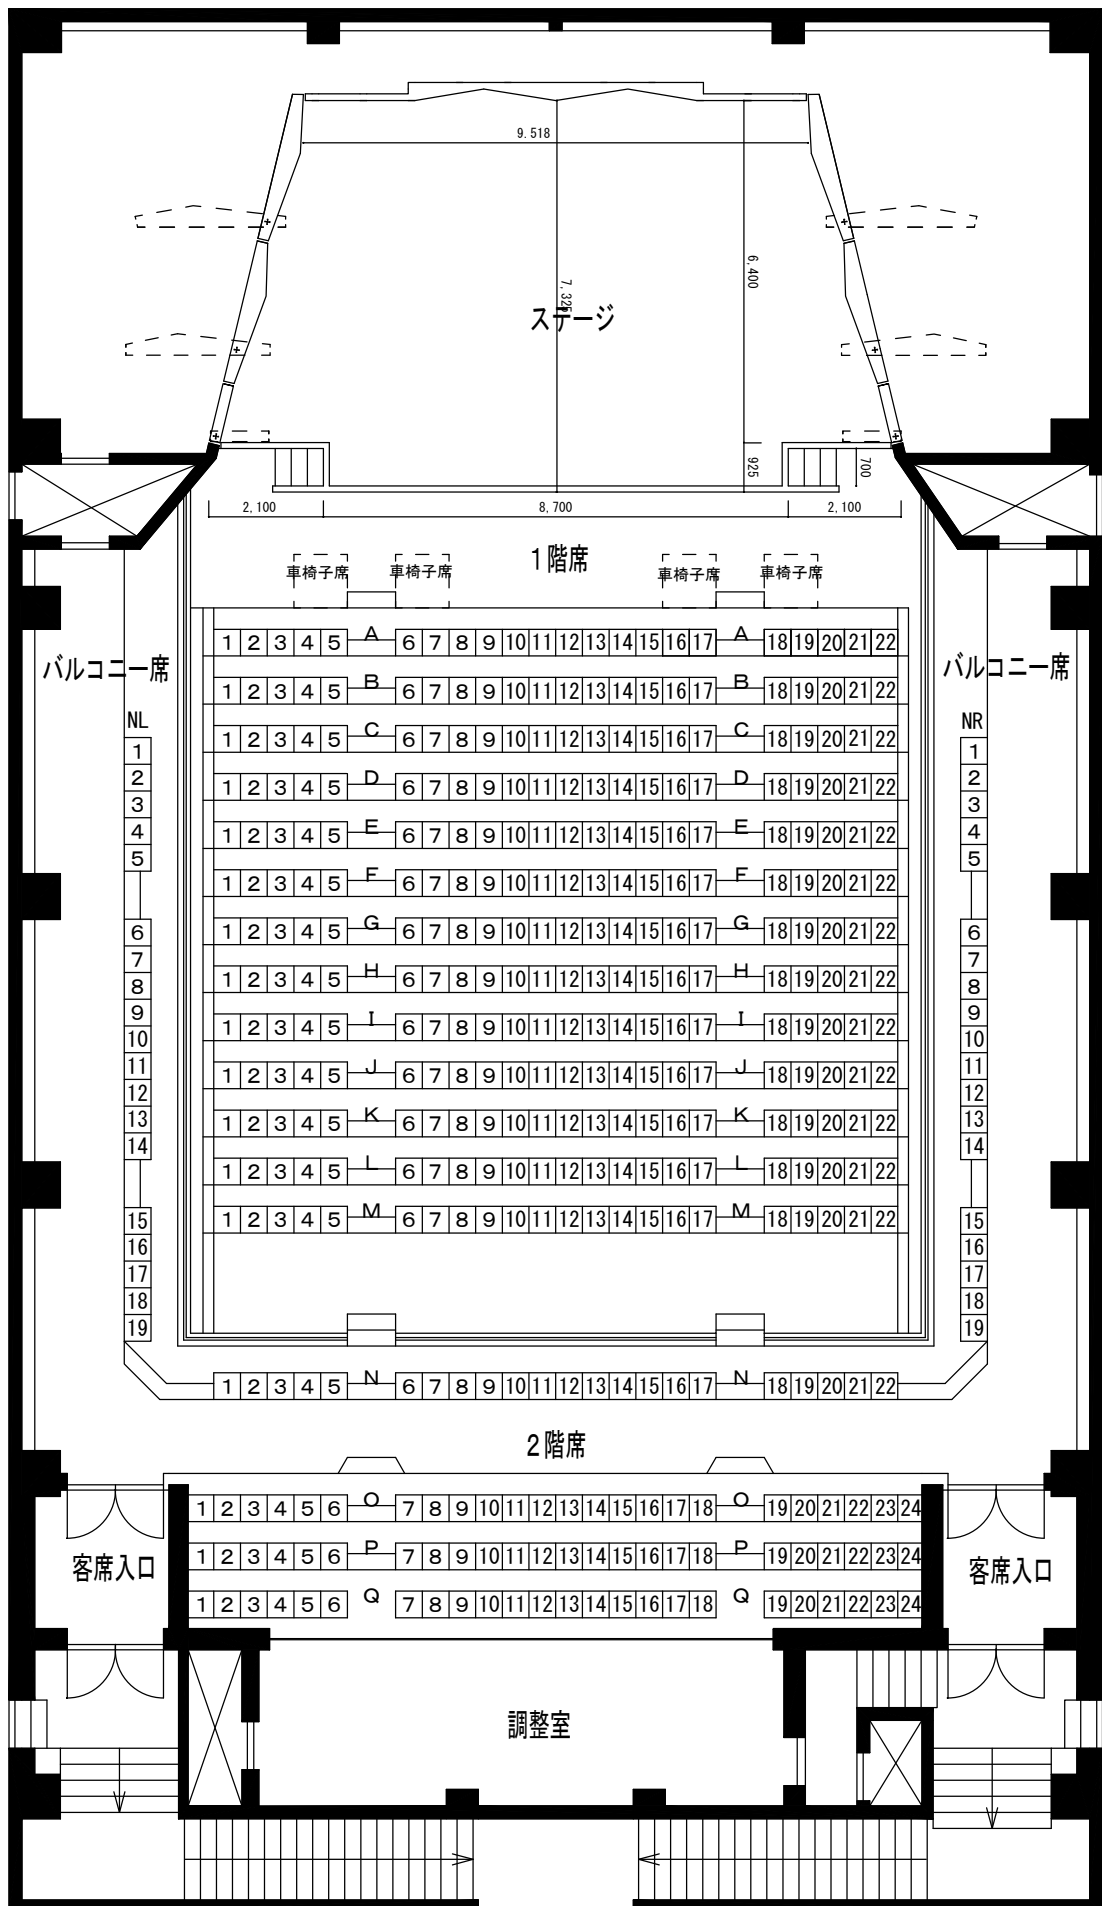 9.518
6,400
7,325
ステージ
925
700
2,100 8,700 2,100
1階席
車椅子席 車椅子席 車椅子席 車椅子席
1 2 3 4 5 A 6 7 8 9 10 11 12 13 14 15 16 17 A 18 19 20 21 22
バルコニー席 バルコニー席
1 2 3 4 5 B 6 7 8 9 10 11 12 13 14 15 16 17 B 18 19 20 21 22
NL NR
1 2 3 4 5 C 6 7 8 9 10 11 12 13 14 15 16 17 C 18 19 20 21 22
1 2 3 4 5 D 6 7 8 9 10 11 12 13 14 15 16 17 D 18 19 20 21 22
1 2 3 4 5 E 6 7 8 9 10 11 12 13 14 15 16 17 E 18 19 20 21 22
1 2 3 4 5 F 6 7 8 9 10 11 12 13 14 15 16 17 F 18 19 20 21 22
1 2 3 4 5 G 6 7 8 9 10 11 12 13 14 15 16 17 G 18 19 20 21 22
1 2 3 4 5 H 6 7 8 9 10 11 12 13 14 15 16 17 H 18 19 20 21 22
1 2 3 4 5 I 6 7 8 9 10 11 12 13 14 15 16 17 I 18 19 20 21 22
1 2 3 4 5 J 6 7 8 9 10 11 12 13 14 15 16 17 J 18 19 20 21 22
1 2 3 4 5 K 6 7 8 9 10 11 12 13 14 15 16 17 K 18 19 20 21 22
1 2 3 4 5 L 6 7 8 9 10 11 12 13 14 15 16 17 L 18 19 20 21 22
1 2 3 4 5 M 6 7 8 9 10 11 12 13 14 15 16 17 M 18 19 20 21 22
1 1
2 2
3 3
4 4
5 5
6 6
7 7
8 8
9 9
10 10
11 11
12 12
13 13
14 14
15 15
16 16
17 17
18 18
19 19
1 2 3 4 5 N 6 7 8 9 10 11 12 13 14 15 16 17 N 18 19 20 21 22
2階席
1 2 3 4 5 6 O 7 8 9 10 11 12 13 14 15 16 17 18 O 19 20 21 22 23 24
1 2 3 4 5 6 P 7 8 9 10 11 12 13 14 15 16 17 18 P 19 20 21 22 23 24
客席入口 客席入口
1 2 3 4 5 6 Q 7 8 9 10 11 12 13 14 15 16 17 18 Q 19 20 21 22 23 24
調整室